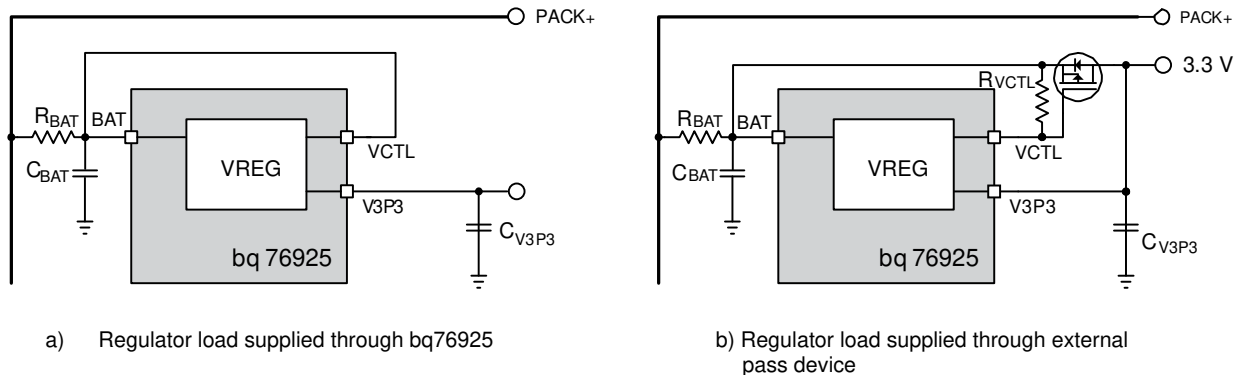 PACK+
RBAT
BAT
CBAT
VREG
VCTL
V3P3
CV3P3
bq 76925
a) Regulator load supplied through bq76925
PACK+
3.3 V
RVCTL
RBAT
BAT
CBAT
VREG
VCTL
V3P3
CV3P3
bq 76925
b) Regulator load supplied through external
pass device